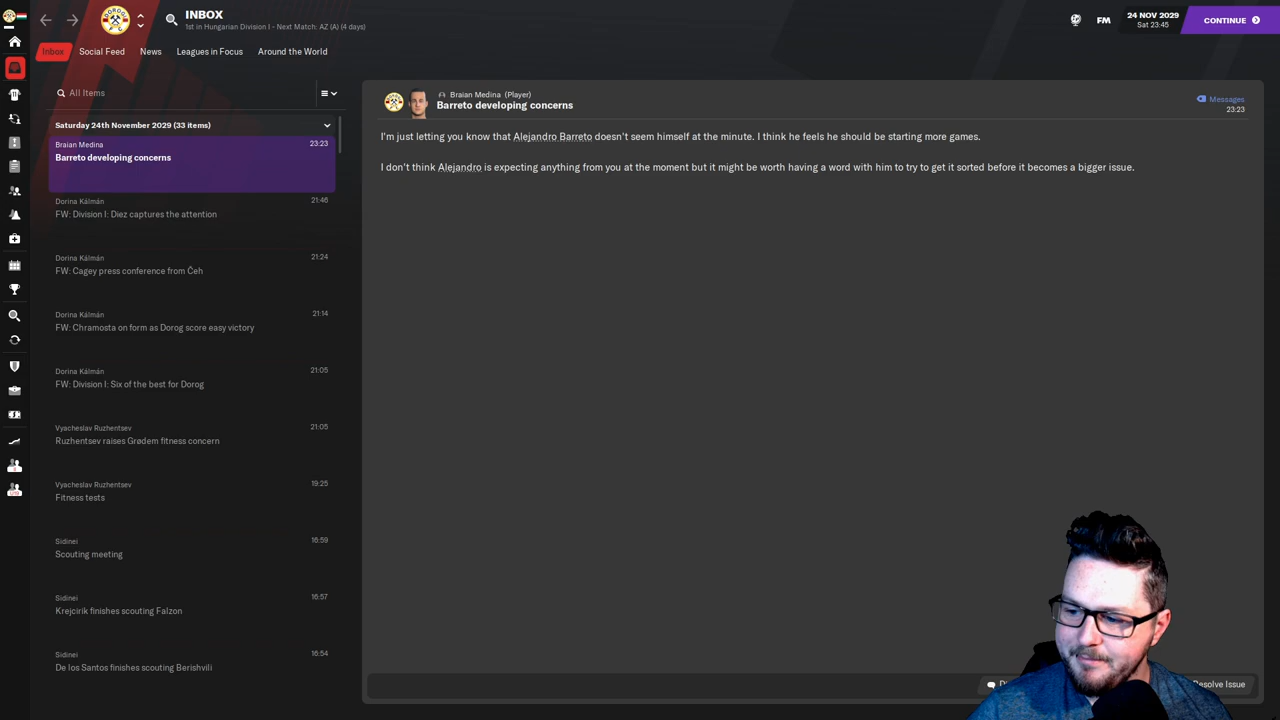 INBOX
1st in Hungarian Division I - Next Match: AZ (A) (4 days)
FM
24 NOV 2029
Sat 23:45
CONTINUE
Inbox
Social Feed
News
Leagues in Focus
Around the World
All Items
Saturday 24th November 2029 (33 items)
Braian Medina
23:23
Barreto developing concerns
Dorina Kálmán
21:46
FW: Division I: Diez captures the attention
Dorina Kálmán
21:24
FW: Cagey press conference from Čeh
Dorina Kálmán
21:14
FW: Chramosta on form as Dorog score easy victory
Dorina Kálmán
21:05
FW: Division I: Six of the best for Dorog
Vyacheslav Ruzhentsev
21:05
Ruzhentsev raises Grødem fitness concern
Vyacheslav Ruzhentsev
19:25
Fitness tests
Sidinei
16:59
Scouting meeting
Sidinei
16:57
Krejcirik finishes scouting Falzon
Sidinei
16:54
De los Santos finishes scouting Berishvili
Braian Medina (Player)
Barreto developing concerns
Messages
23:23
I'm just letting you know that Alejandro Barreto doesn't seem himself at the minute. I think he feels he should be starting more games.
I don't think Alejandro is expecting anything from you at the moment but it might be worth having a word with him to try to get it sorted before it becomes a bigger issue.
Resolve Issue